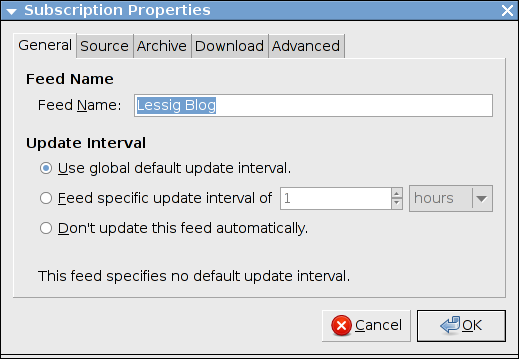 Subscription Properties
General Source Archive Download Advanced
Feed Name
Feed Name: Lessig Blog
Update Interval
Use global default update interval.
Feed specific update interval of 1 hours
Don't update this feed automatically.
This feed specifies no default update interval.
Cancel OK